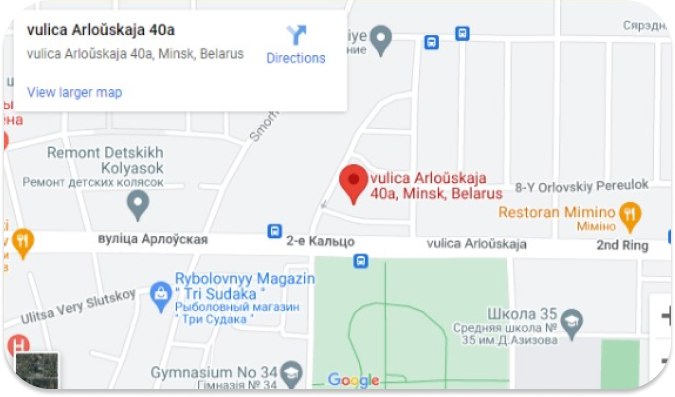 vulica Arloŭskaja 40a
vulica Arloŭskaja 40a, Minsk, Belarus
Directions
View larger map
iye
ние
Сярэдн
Smorh
ы
на
Remont Detskikh
Kolyasok
Ремонт детских колясок
vulica Arloŭskaja
40a, Minsk, Belarus
8-Y Orlovskiy Pereulok
Restoran Mimino
Міміно
вуліца Арлоўская
2-е Кальцо
vulica Arloŭskaja
2nd Ring
Rybolovnyy Magazin
" Tri Sudaka "
Рыболовный магазин
" Три Судака "
Ulitsa Very Slutskoy
Школа 35
Средняя школа №
35 им Д.Азизова
H
Gymnasium No 34
Гімназія № 34
Google